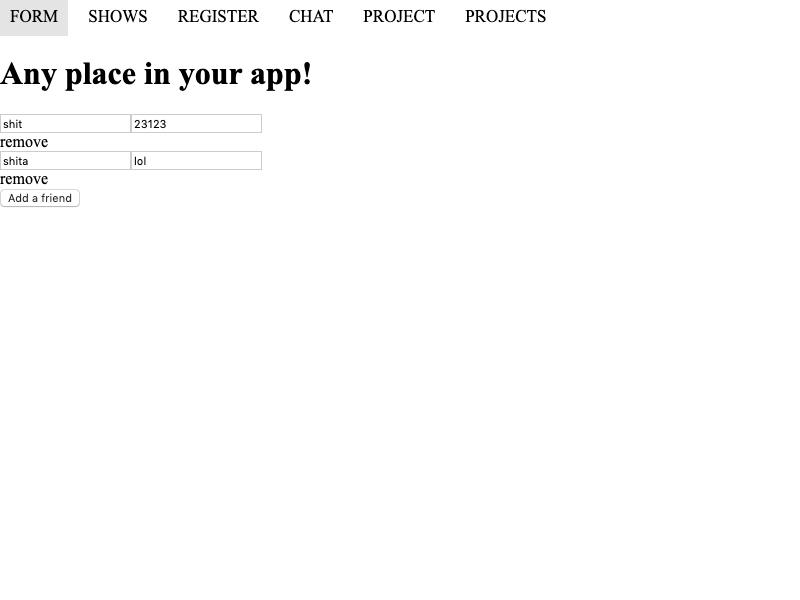 FORM SHOWS REGISTER CHAT PROJECT PROJECTS
Any place in your app!
shit 23123
remove
shita lol
remove
Add a friend